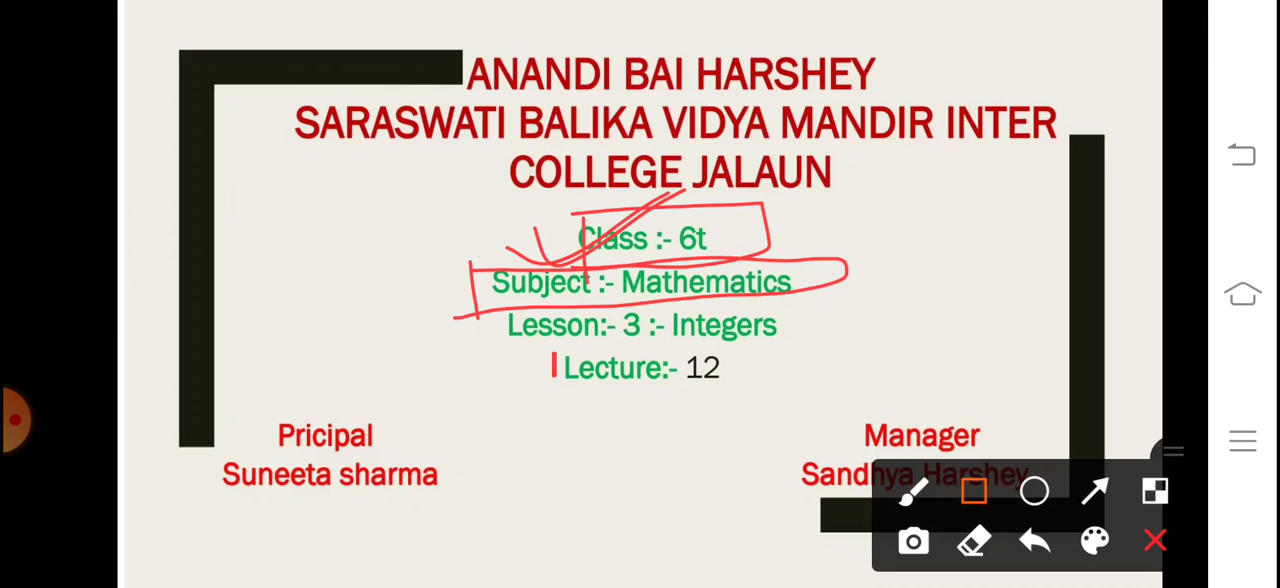 ANANDI BAI HARSHEY
SARASWATI BALIKA VIDYA MANDIR INTER
COLLEGE JALAUN
Class :- 6t
Subject :- Mathematics
Lesson:- 3 :- Integers
Lecture:- 12
Pricipal
Suneeta sharma
Manager
Sandhya Harshey